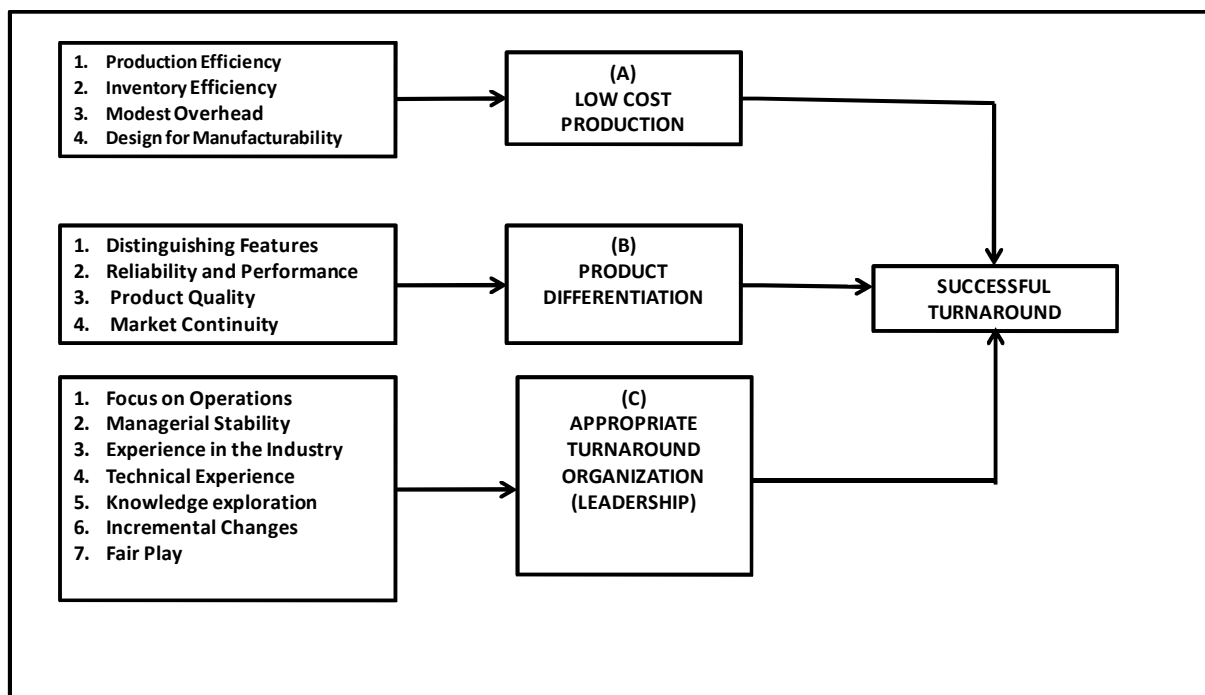 1. Production Efficiency
2. Inventory Efficiency
3. Modest Overhead
4. Design for Manufacturability
(A)
LOW COST
PRODUCTION
1. Distinguishing Features
2. Reliability and Performance
3. Product Quality
4. Market Continuity
(B)
PRODUCT
DIFFERENTIATION
SUCCESSFUL
TURNAROUND
1. Focus on Operations
2. Managerial Stability
3. Experience in the Industry
4. Technical Experience
5. Knowledge exploration
6. Incremental Changes
7. Fair Play
(C)
APPROPRIATE
TURNAROUND
ORGANIZATION
(LEADERSHIP)